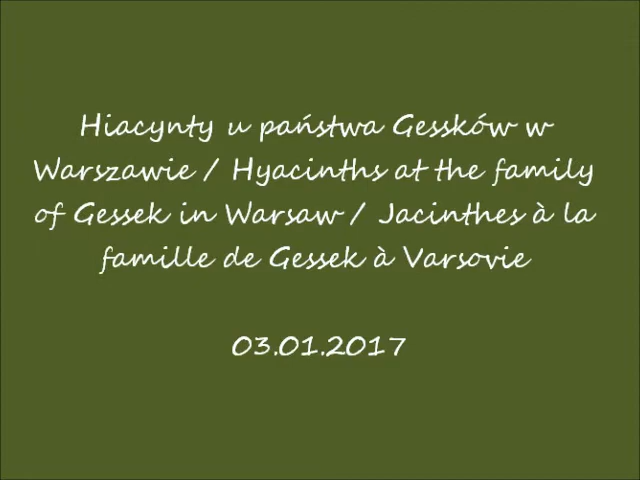 Hiacynty u państwa Gessków w
Warszawie / Hyacinths at the family
of Gessek in Warsaw / Jacinthes à la
famille de Gessek à Varsovie
03.01.2017